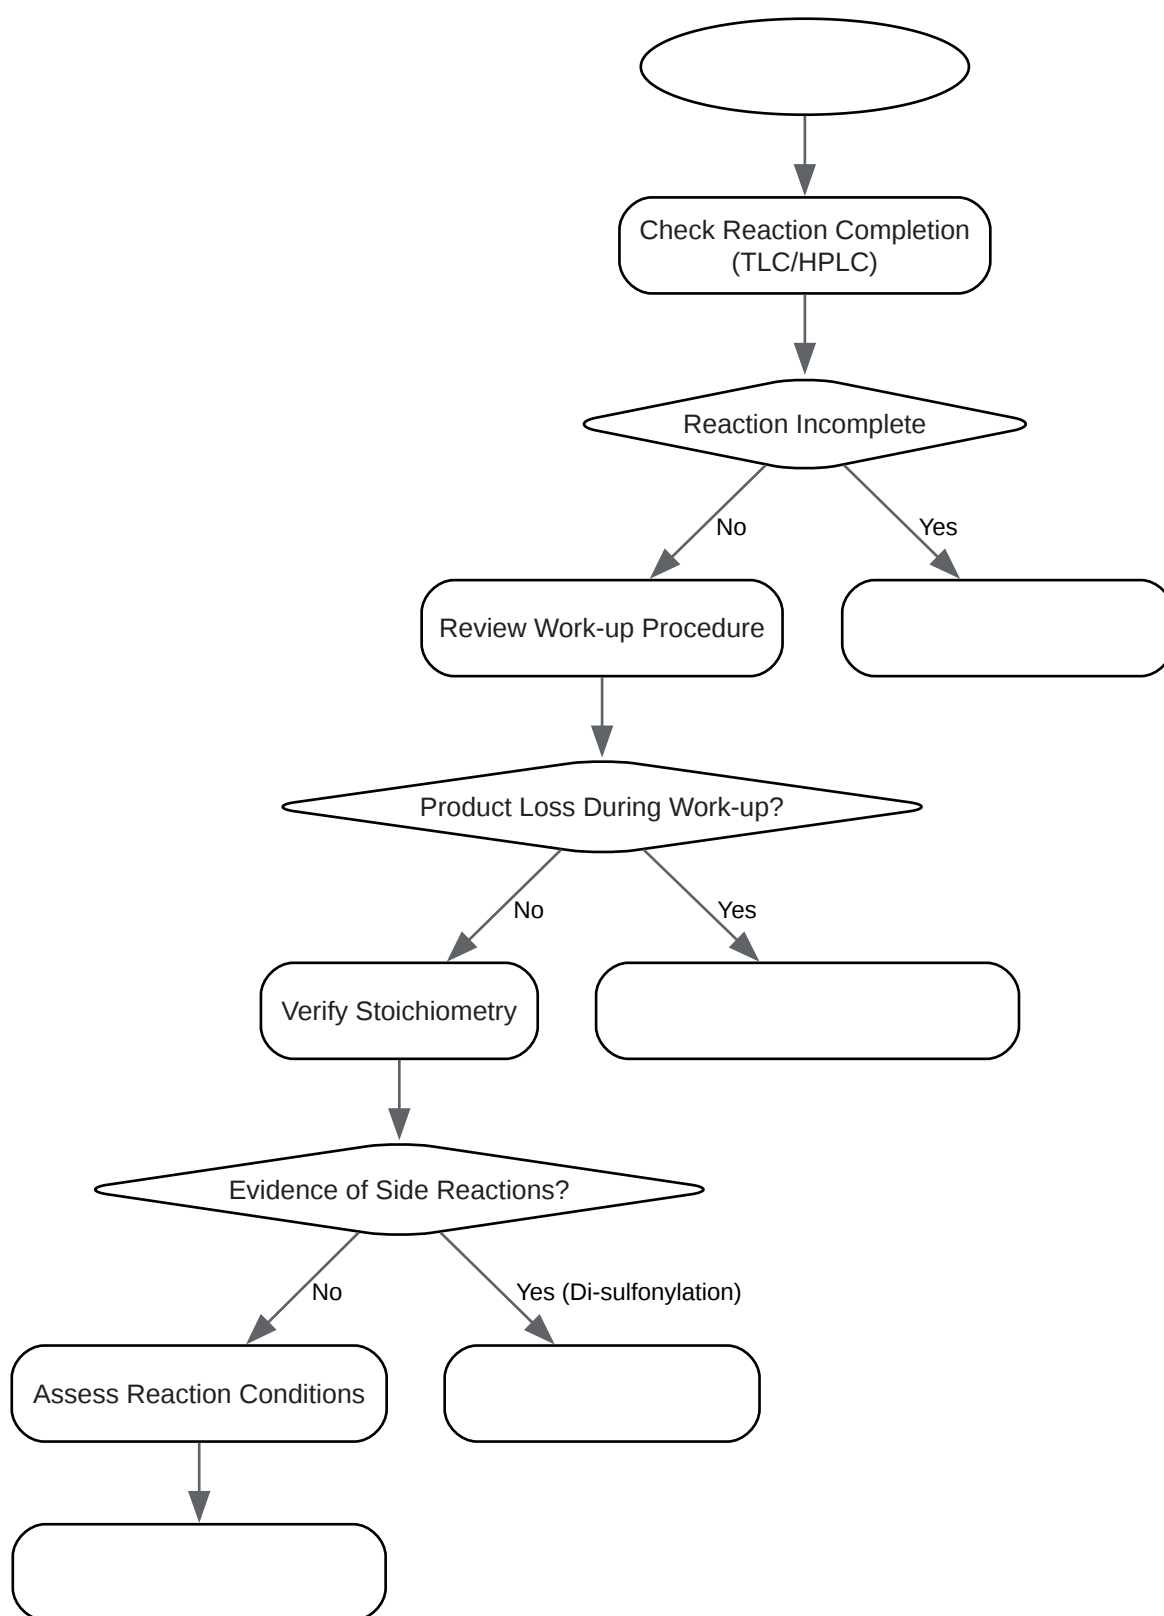 Check Reaction Completion
(TLC/HPLC)
Reaction Incomplete
No
Yes
Review Work-up Procedure
Product Loss During Work-up?
No
Yes
Verify Stoichiometry
Evidence of Side Reactions?
No
Yes (Di-sulfonylation)
Assess Reaction Conditions